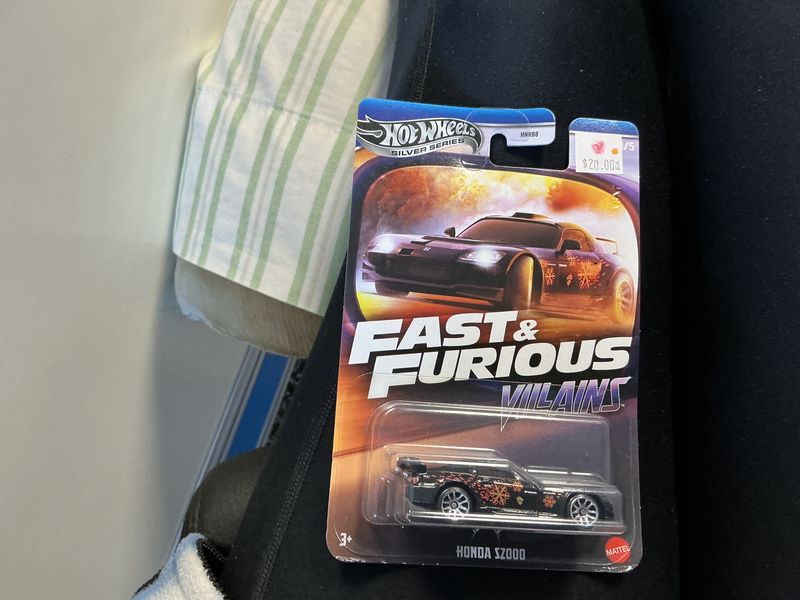 HOT WHEELS
SILVER SERIES
HNR88
/5
$20.00
FAST &
FURIOUS
VILLAINS
3+
HONDA S2000
MATTEL